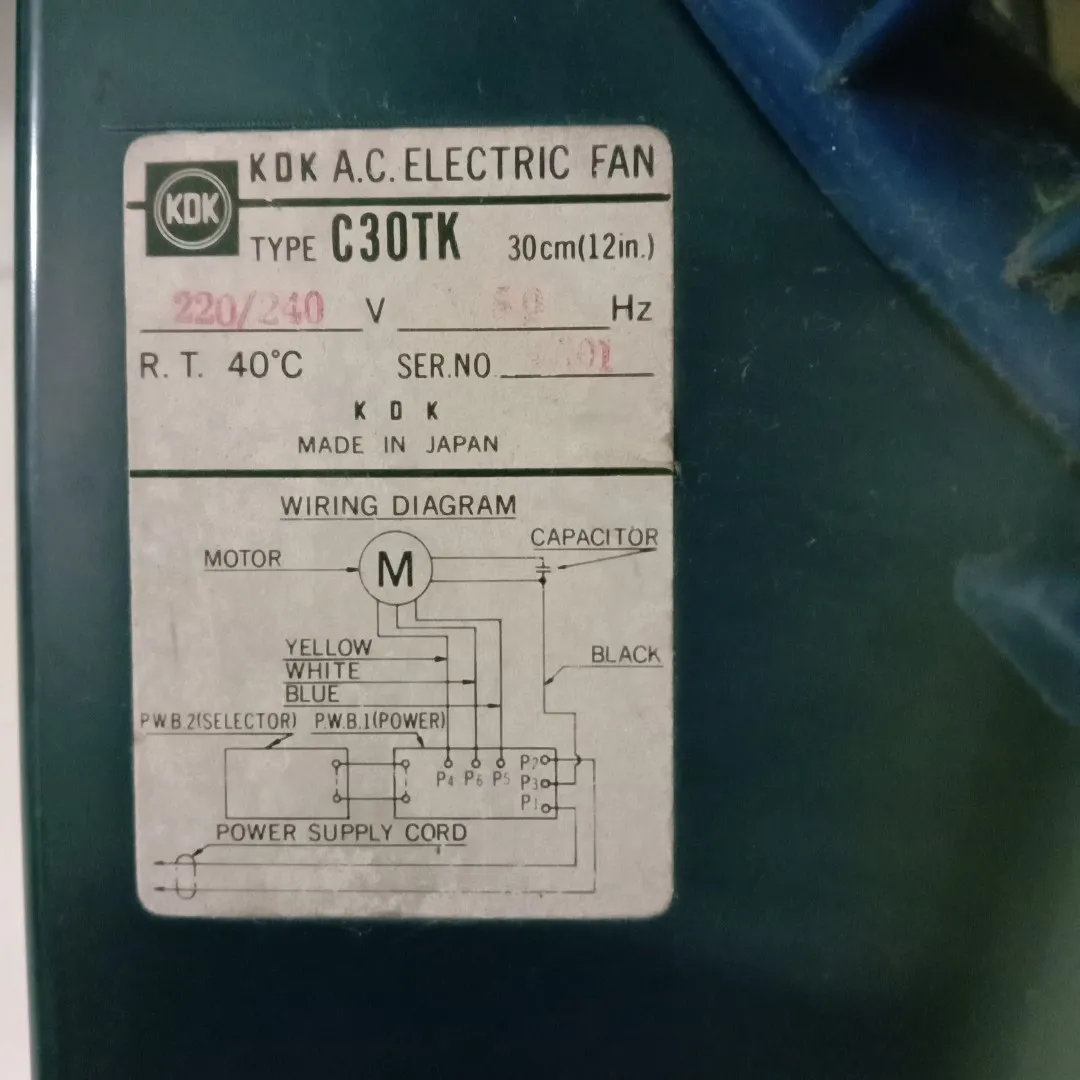 KDK A.C. ELECTRIC FAN
KDK
TYPE C30TK 30cm(12in.)
220/240 V Hz
R. T. 40°C SER.NO
K D K
MADE IN JAPAN
WIRING DIAGRAM
CAPACITOR
MOTOR
M
YELLOW
BLACK
WHITE
BLUE
P.W.B.2(SELECTOR) P.W.B.1(POWER)
P2
P4 P6 P5
P3
P1
POWER SUPPLY CORD